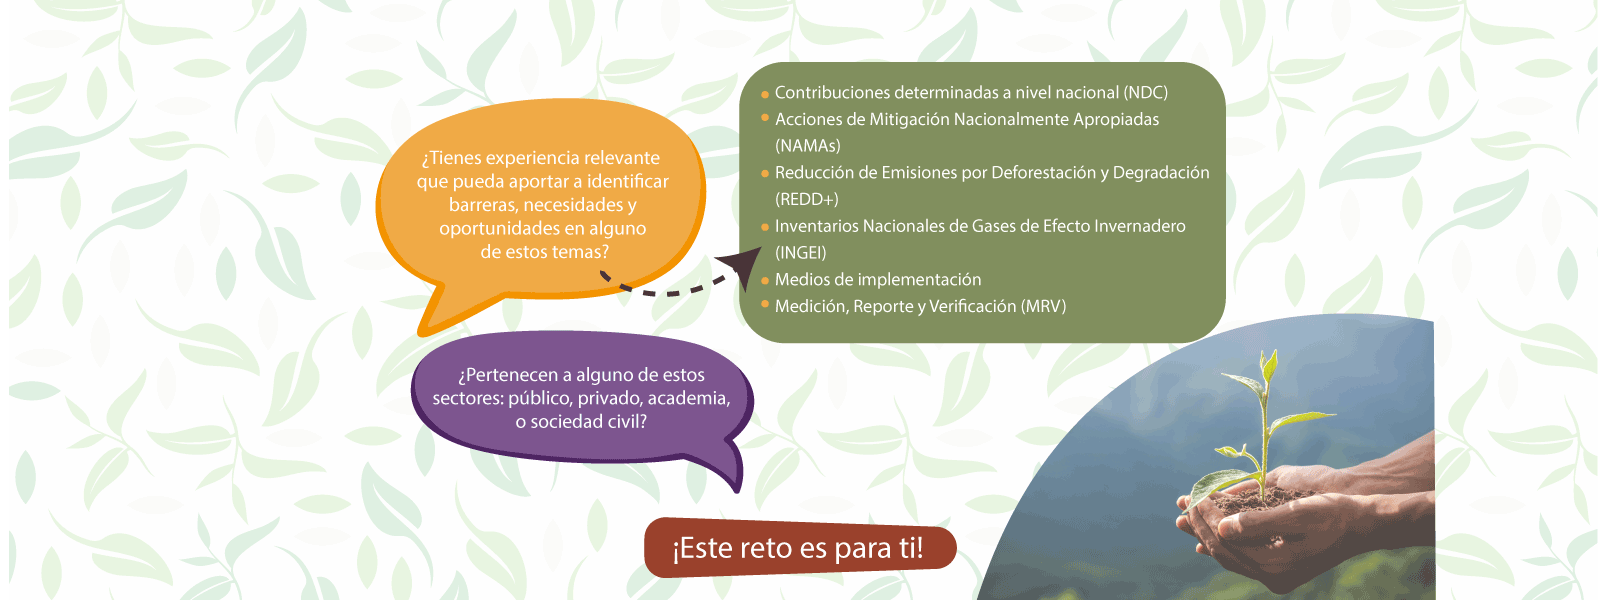 ¿Tienes experiencia relevante
que pueda aportar a identificar
barreras, necesidades y
oportunidades en alguno
de estos temas?
Contribuciones determinadas a nivel nacional (NDC)
Acciones de Mitigación Nacionalmente Apropiadas
(NAMAs)
Reducción de Emisiones por Deforestación y Degradación
(REDD+)
Inventarios Nacionales de Gases de Efecto Invernadero
(INGEI)
Medios de implementación
Medición, Reporte y Verificación (MRV)
¿Pertenecen a alguno de estos
sectores: público, privado, academia,
o sociedad civil?
¡Este reto es para ti!